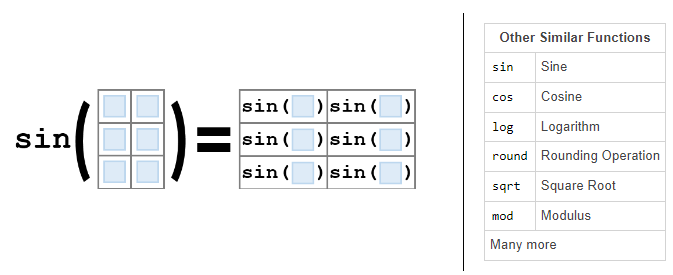 sin( ) = sin( ) sin( )
sin( ) sin( )
sin( ) sin( )
Other Similar Functions
sin Sine
cos Cosine
log Logarithm
round Rounding Operation
sqrt Square Root
mod Modulus
Many more